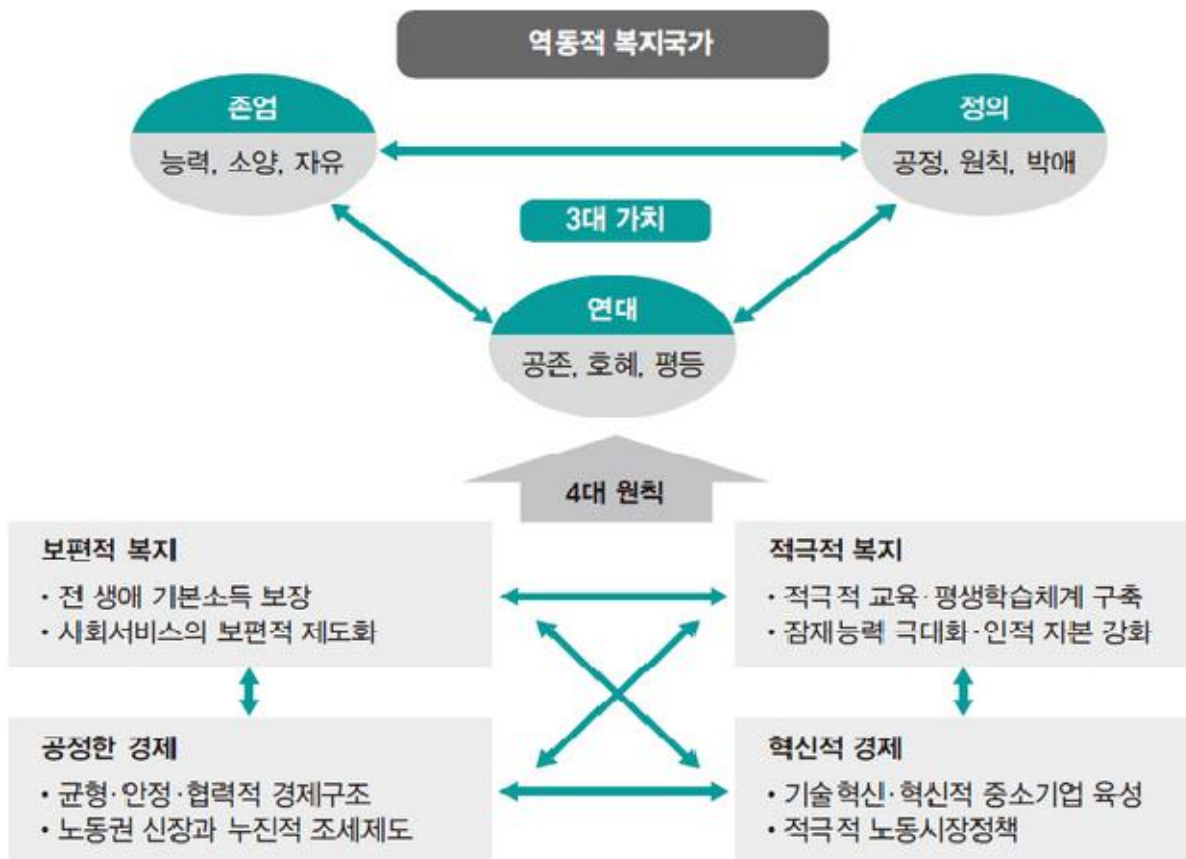 역동적 복지국가
존엄
능력, 소양, 자유
정의
공정, 원칙, 박애
3대 가치
연대
공존, 호혜, 평등
4대 원칙
보편적 복지
• 전 생애 기본소득 보장
• 사회서비스의 보편적 제도화
적극적 복지
• 적극적 교육·평생학습체계 구축
• 잠재능력 극대화·인적 자본 강화
공정한 경제
• 균형·안정·협력적 경제구조
• 노동권 신장과 누진적 조세제도
혁신적 경제
• 기술혁신·혁신적 중소기업 육성
• 적극적 노동시장정책